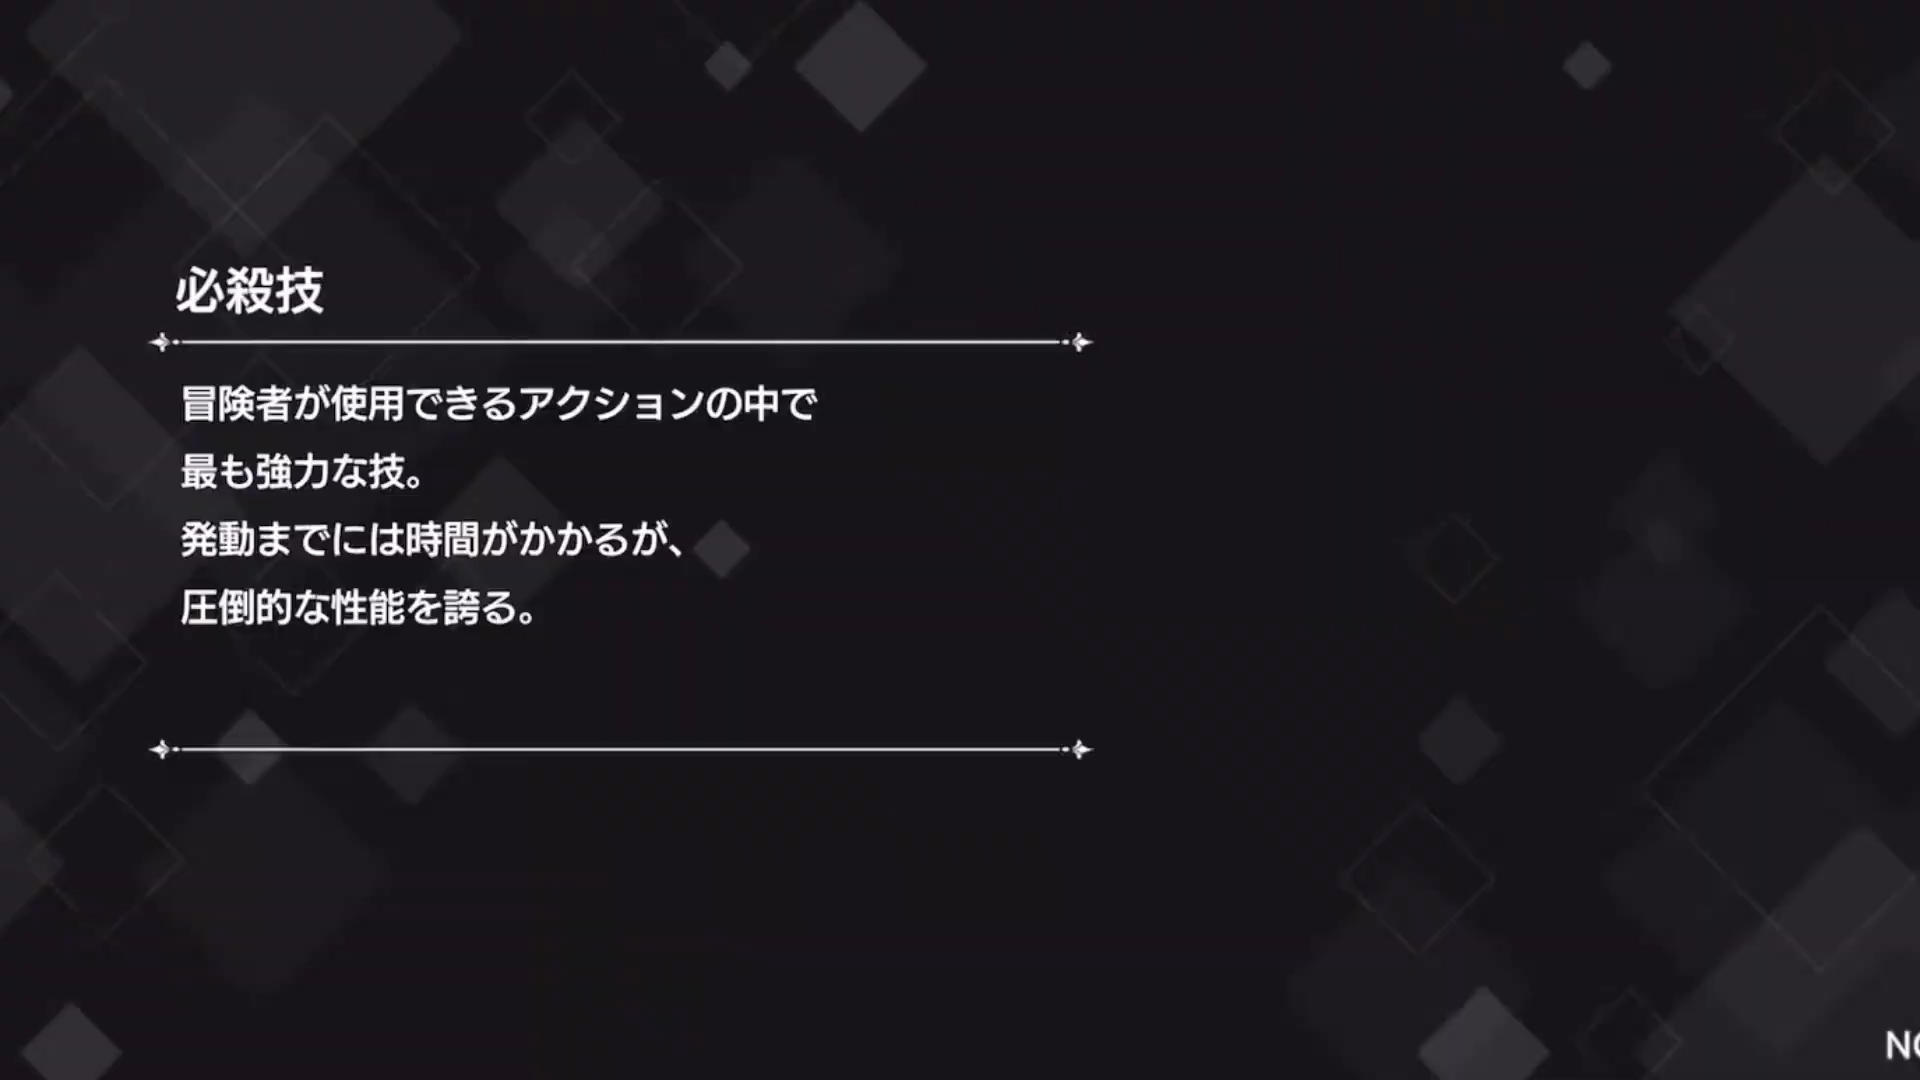 必殺技
冒険者が使用できるアクションの中で
最も強力な技。
発動までには時間がかかるが、
圧倒的な性能を誇る。